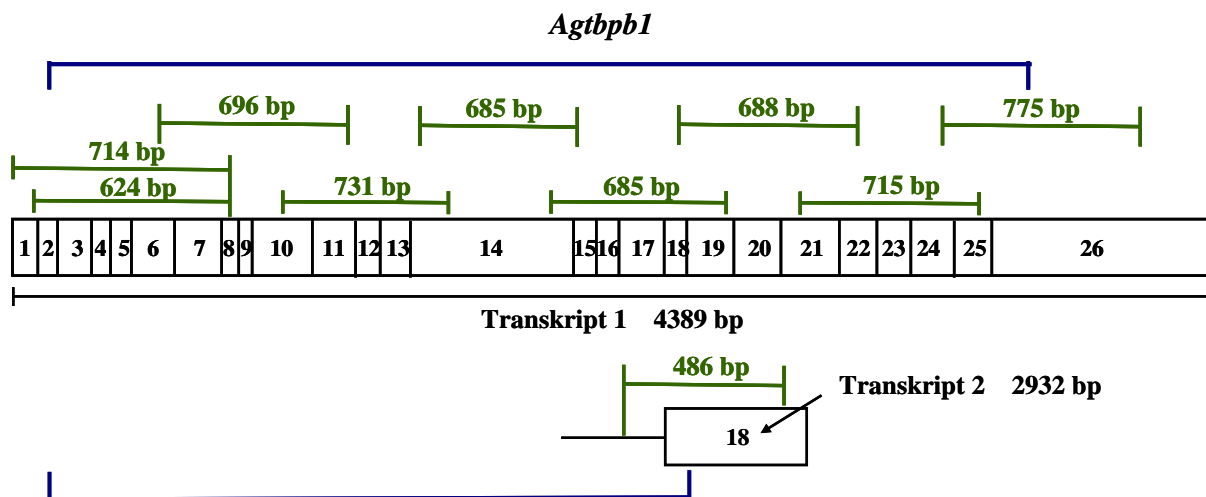 Agtbpb1
696 bp
685 bp
688 bp
775 bp
714 bp
624 bp
731 bp
685 bp
715 bp
1 2 3 4 5 6 7 8 9 10 11 12 13 14 15 16 17 18 19 20 21 22 23 24 25 26
Transkript 1 4389 bp
486 bp
Transkript 2 2932 bp
18